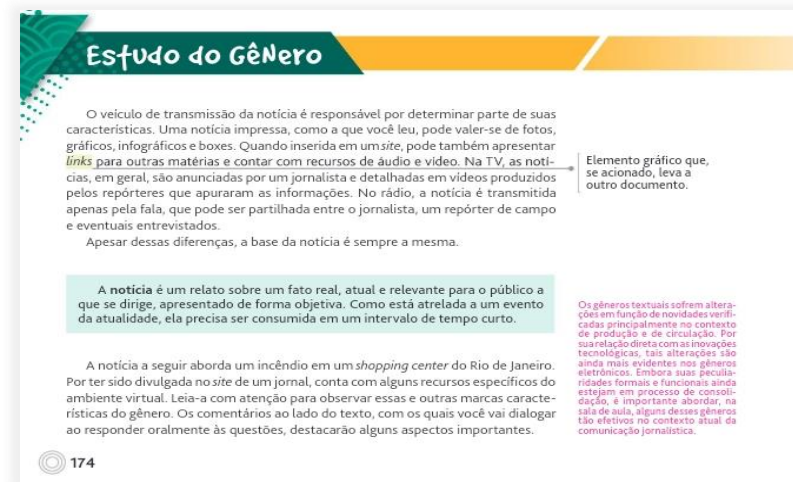 Estudo do Gênero
O veículo de transmissão da notícia é responsável por determinar parte de suas
características. Uma notícia impressa, como a que você leu, pode valer-se de fotos,
gráficos, infográficos e boxes. Quando inserida em um site, pode também apresentar
links para outras matérias e contar com recursos de áudio e vídeo. Na TV, as notí-
cias, em geral, são anunciadas por um jornalista e detalhadas em vídeos produzidos
pelos repórteres que apuraram as informações. No rádio, a notícia é transmitida
apenas pela fala, que pode ser partilhada entre o jornalista, um repórter de campo
e eventuais entrevistados.
Apesar dessas diferenças, a base da notícia é sempre a mesma.
Elemento gráfico que,
se acionado, leva a
outro documento.
A notícia é um relato sobre um fato real, atual e relevante para o público a
que se dirige, apresentado de forma objetiva. Como está atrelada a um evento
da atualidade, ela precisa ser consumida em um intervalo de tempo curto.
A notícia a seguir aborda um incêndio em um shopping center do Rio de Janeiro.
Por ter sido divulgada no site de um jornal, conta com alguns recursos específicos do
ambiente virtual. Leia-a com atenção para observar essas e outras marcas caracte-
rísticas do gênero. Os comentários ao lado do texto, com os quais você vai dialogar
ao responder oralmente às questões, destacarão alguns aspectos importantes.
Os gêneros textuais sofrem altera-
ções em função de novidades verifi-
cadas principalmente no contexto
de produção e de circulação. Por
sua relação direta com as inovações
tecnológicas, tais alterações são
ainda mais evidentes nos gêneros
eletrônicos. Embora suas peculia-
ridades formais e funcionais ainda
estejam em processo de consoli-
dação, é importante abordar, na
sala de aula, alguns desses gêneros
tão efetivos no contexto atual da
comunicação jornalística.
174